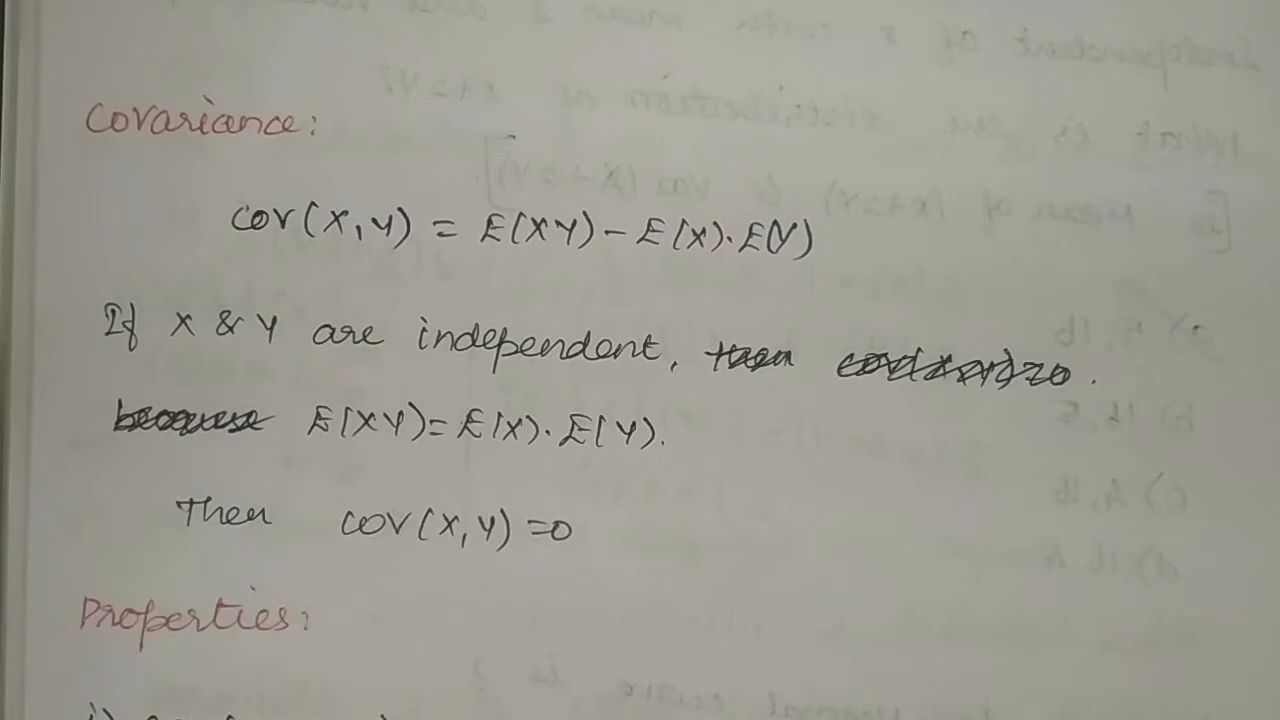 Covariance:
cov(X,Y) = E(XY) - E(X). E(Y)
If X & Y are independent,
E(XY) = E(X). E(Y).
Then cov(X,Y) =0
Properties: